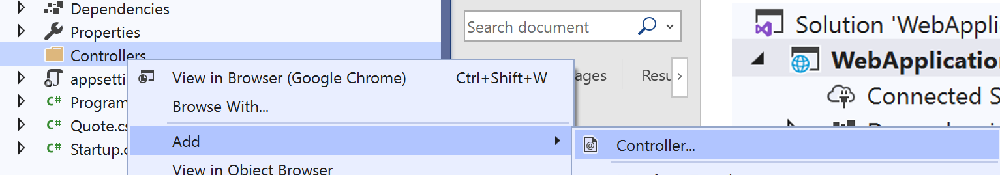 Dependencies
Properties
Controllers
appsetti
C# Program
C# Quote.cs
C# Startup.c
View in Browser (Google Chrome) Ctrl+Shift+W
Browse With...
Add
View in Object Browser
Controller...
Search document
ages Resu
Solution 'WebAppli
WebApplicatio
Connected S